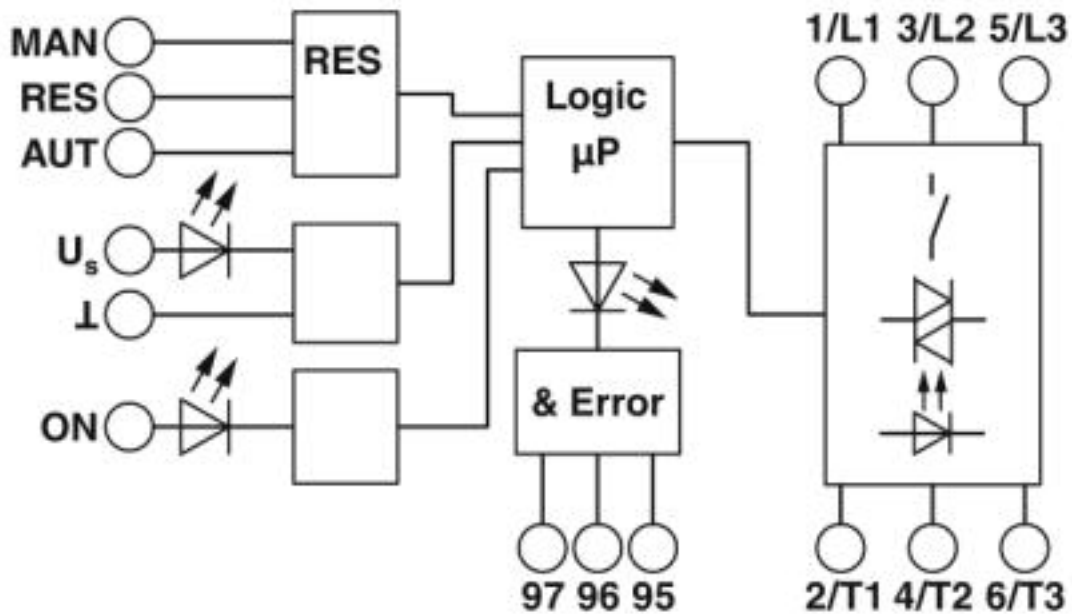 MAN
RES
AUT
RES
U_s
⊥
ON
Logic
µP
& Error
97 96 95
1/L1 3/L2 5/L3
2/T1 4/T2 6/T3